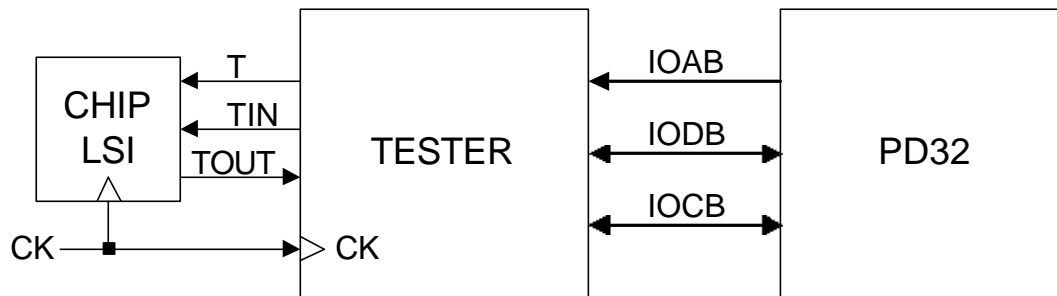 T
CHIP
LSI
TIN
TOUT
CK
CK
TESTER
IOAB
IODB
IOCB
PD32